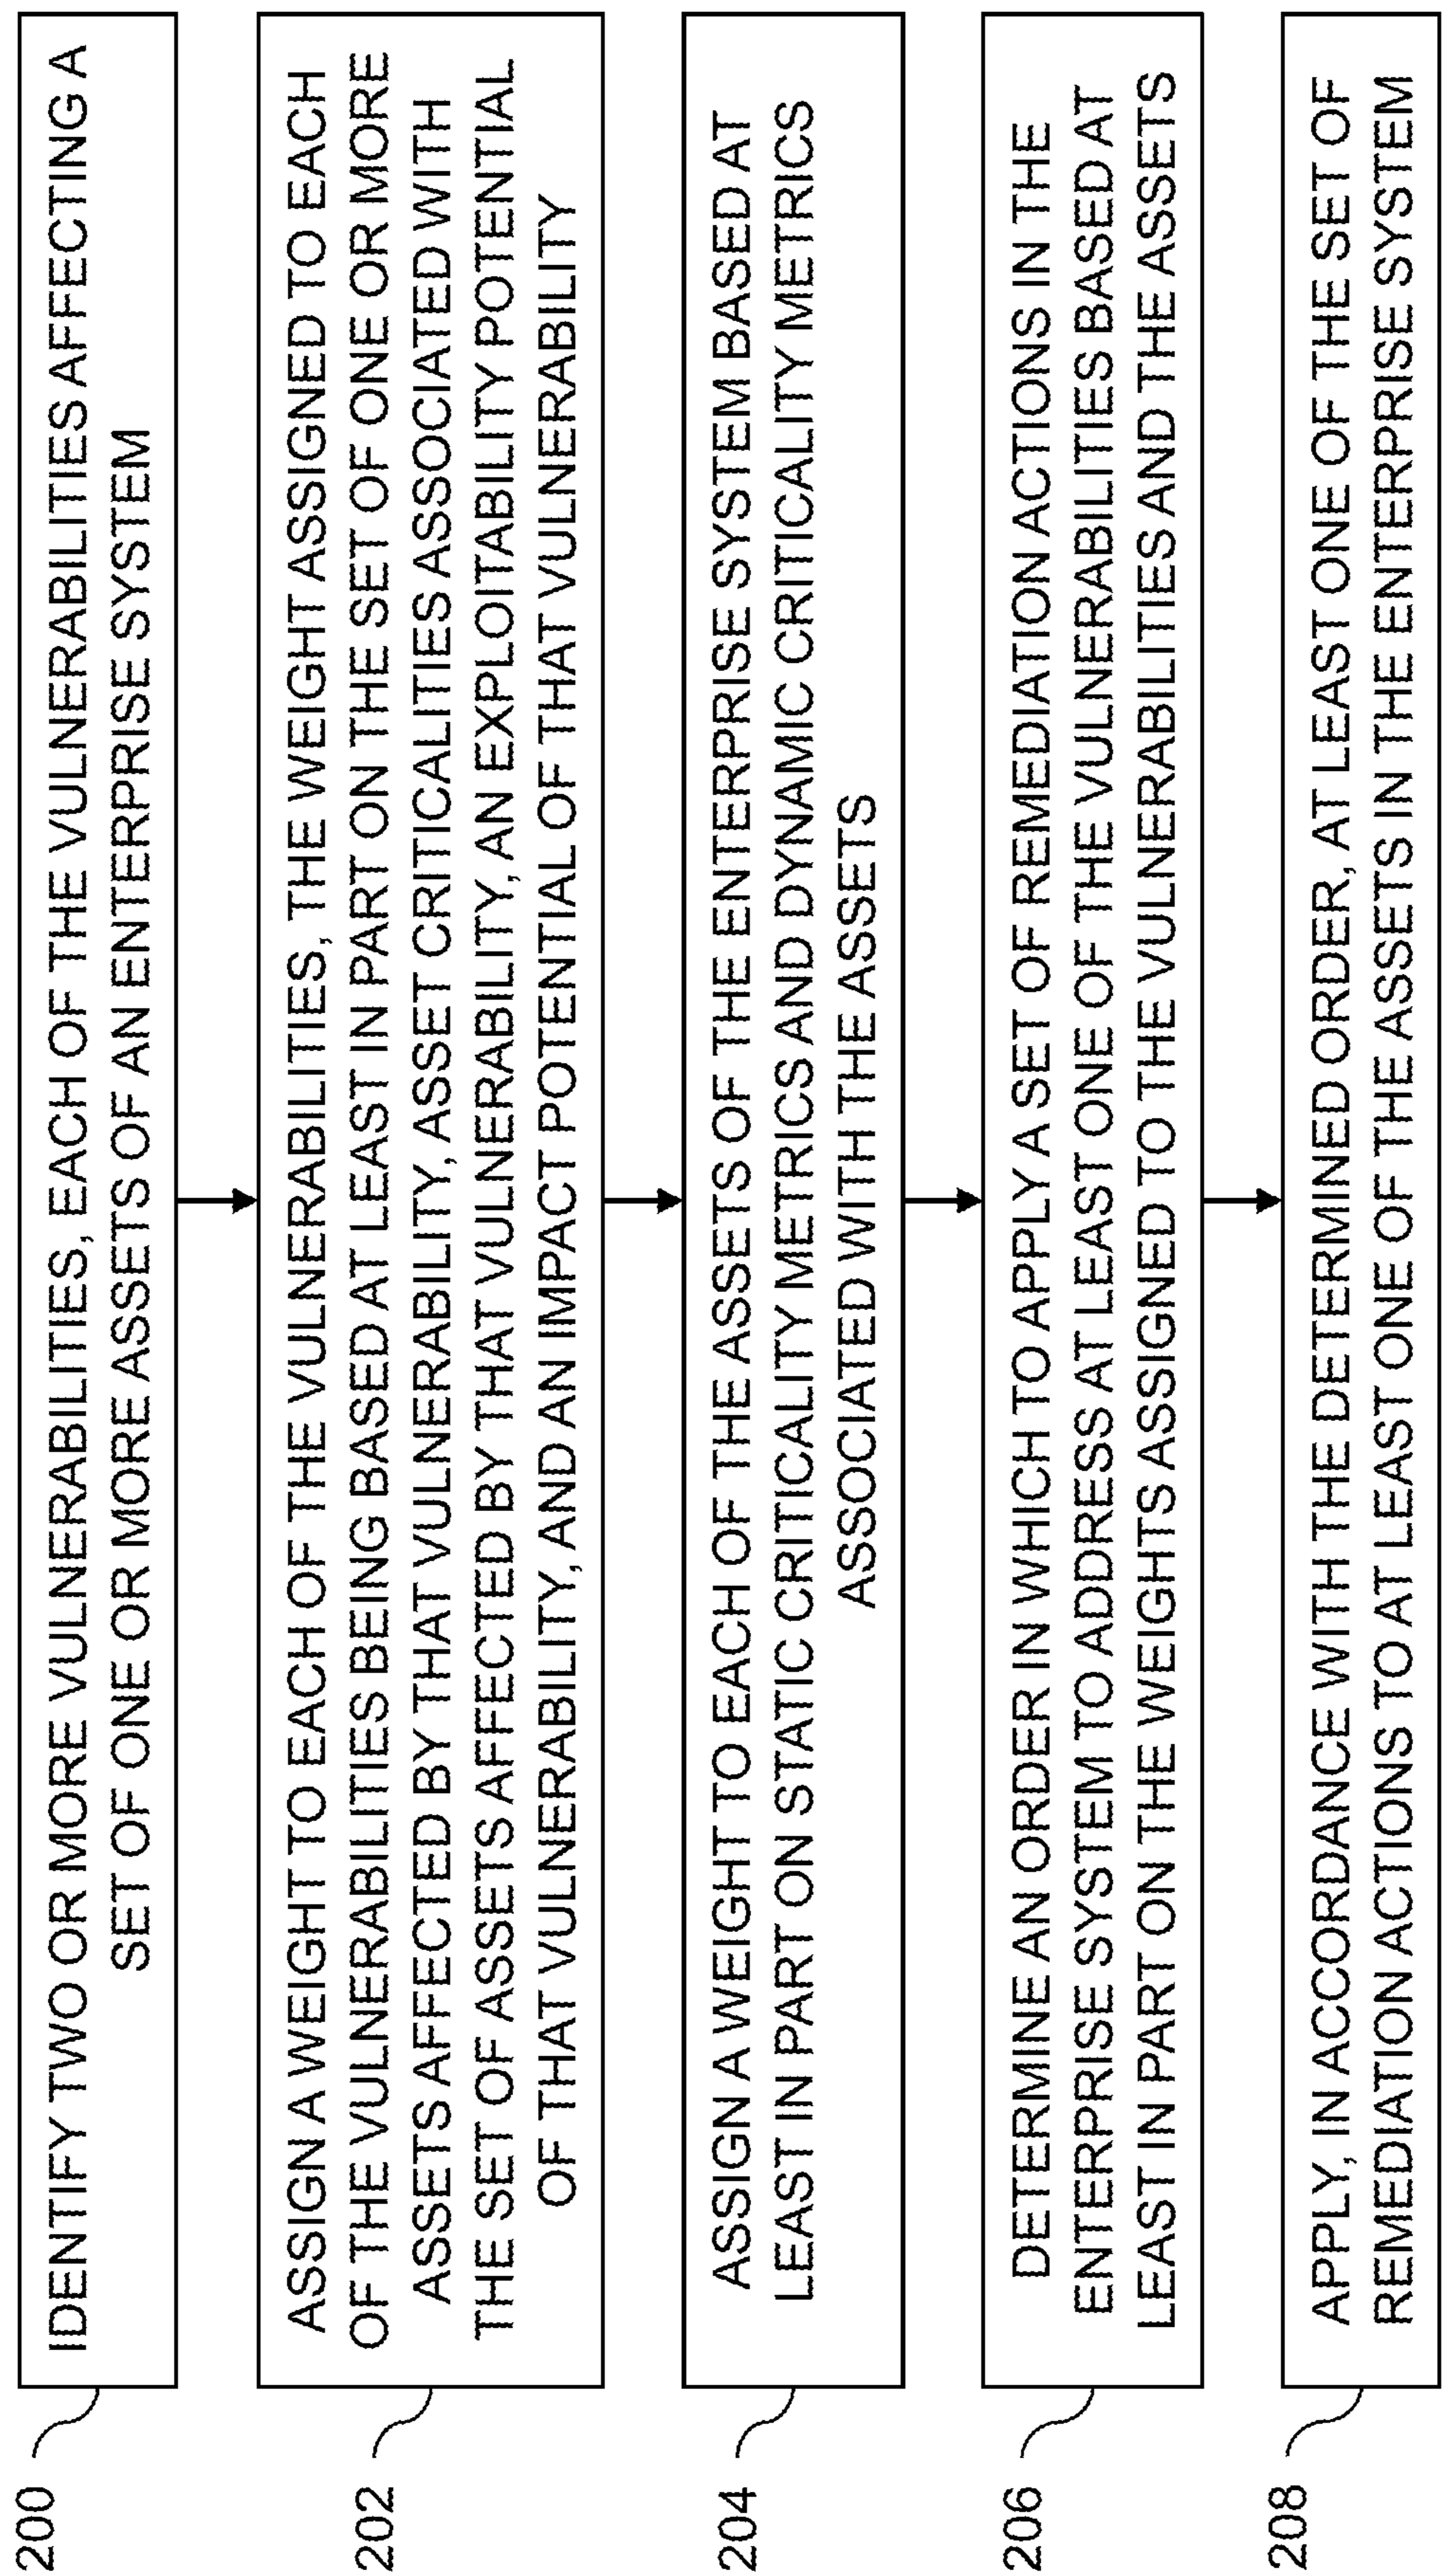 200
IDENTIFY TWO OR MORE VULNERABILITIES, EACH OF THE VULNERABILITIES AFFECTING A
SET OF ONE OR MORE ASSETS OF AN ENTERPRISE SYSTEM
202
ASSIGN A WEIGHT TO EACH OF THE VULNERABILITIES, THE WEIGHT ASSIGNED TO EACH
OF THE VULNERABILITIES BEING BASED AT LEAST IN PART ON THE SET OF ONE OR MORE
ASSETS AFFECTED BY THAT VULNERABILITY, ASSET CRITICALITIES ASSOCIATED WITH
THE SET OF ASSETS AFFECTED BY THAT VULNERABILITY, AN EXPLOITABILITY POTENTIAL
OF THAT VULNERABILITY, AND AN IMPACT POTENTIAL OF THAT VULNERABILITY
204
ASSIGN A WEIGHT TO EACH OF THE ASSETS OF THE ENTERPRISE SYSTEM BASED AT
LEAST IN PART ON STATIC CRITICALITY METRICS AND DYNAMIC CRITICALITY METRICS
ASSOCIATED WITH THE ASSETS
206
DETERMINE AN ORDER IN WHICH TO APPLY A SET OF REMEDIATION ACTIONS IN THE
ENTERPRISE SYSTEM TO ADDRESS AT LEAST ONE OF THE VULNERABILITIES BASED AT
LEAST IN PART ON THE WEIGHTS ASSIGNED TO THE VULNERABILITIES AND THE ASSETS
208
APPLY, IN ACCORDANCE WITH THE DETERMINED ORDER, AT LEAST ONE OF THE SET OF
REMEDIATION ACTIONS TO AT LEAST ONE OF THE ASSETS IN THE ENTERPRISE SYSTEM